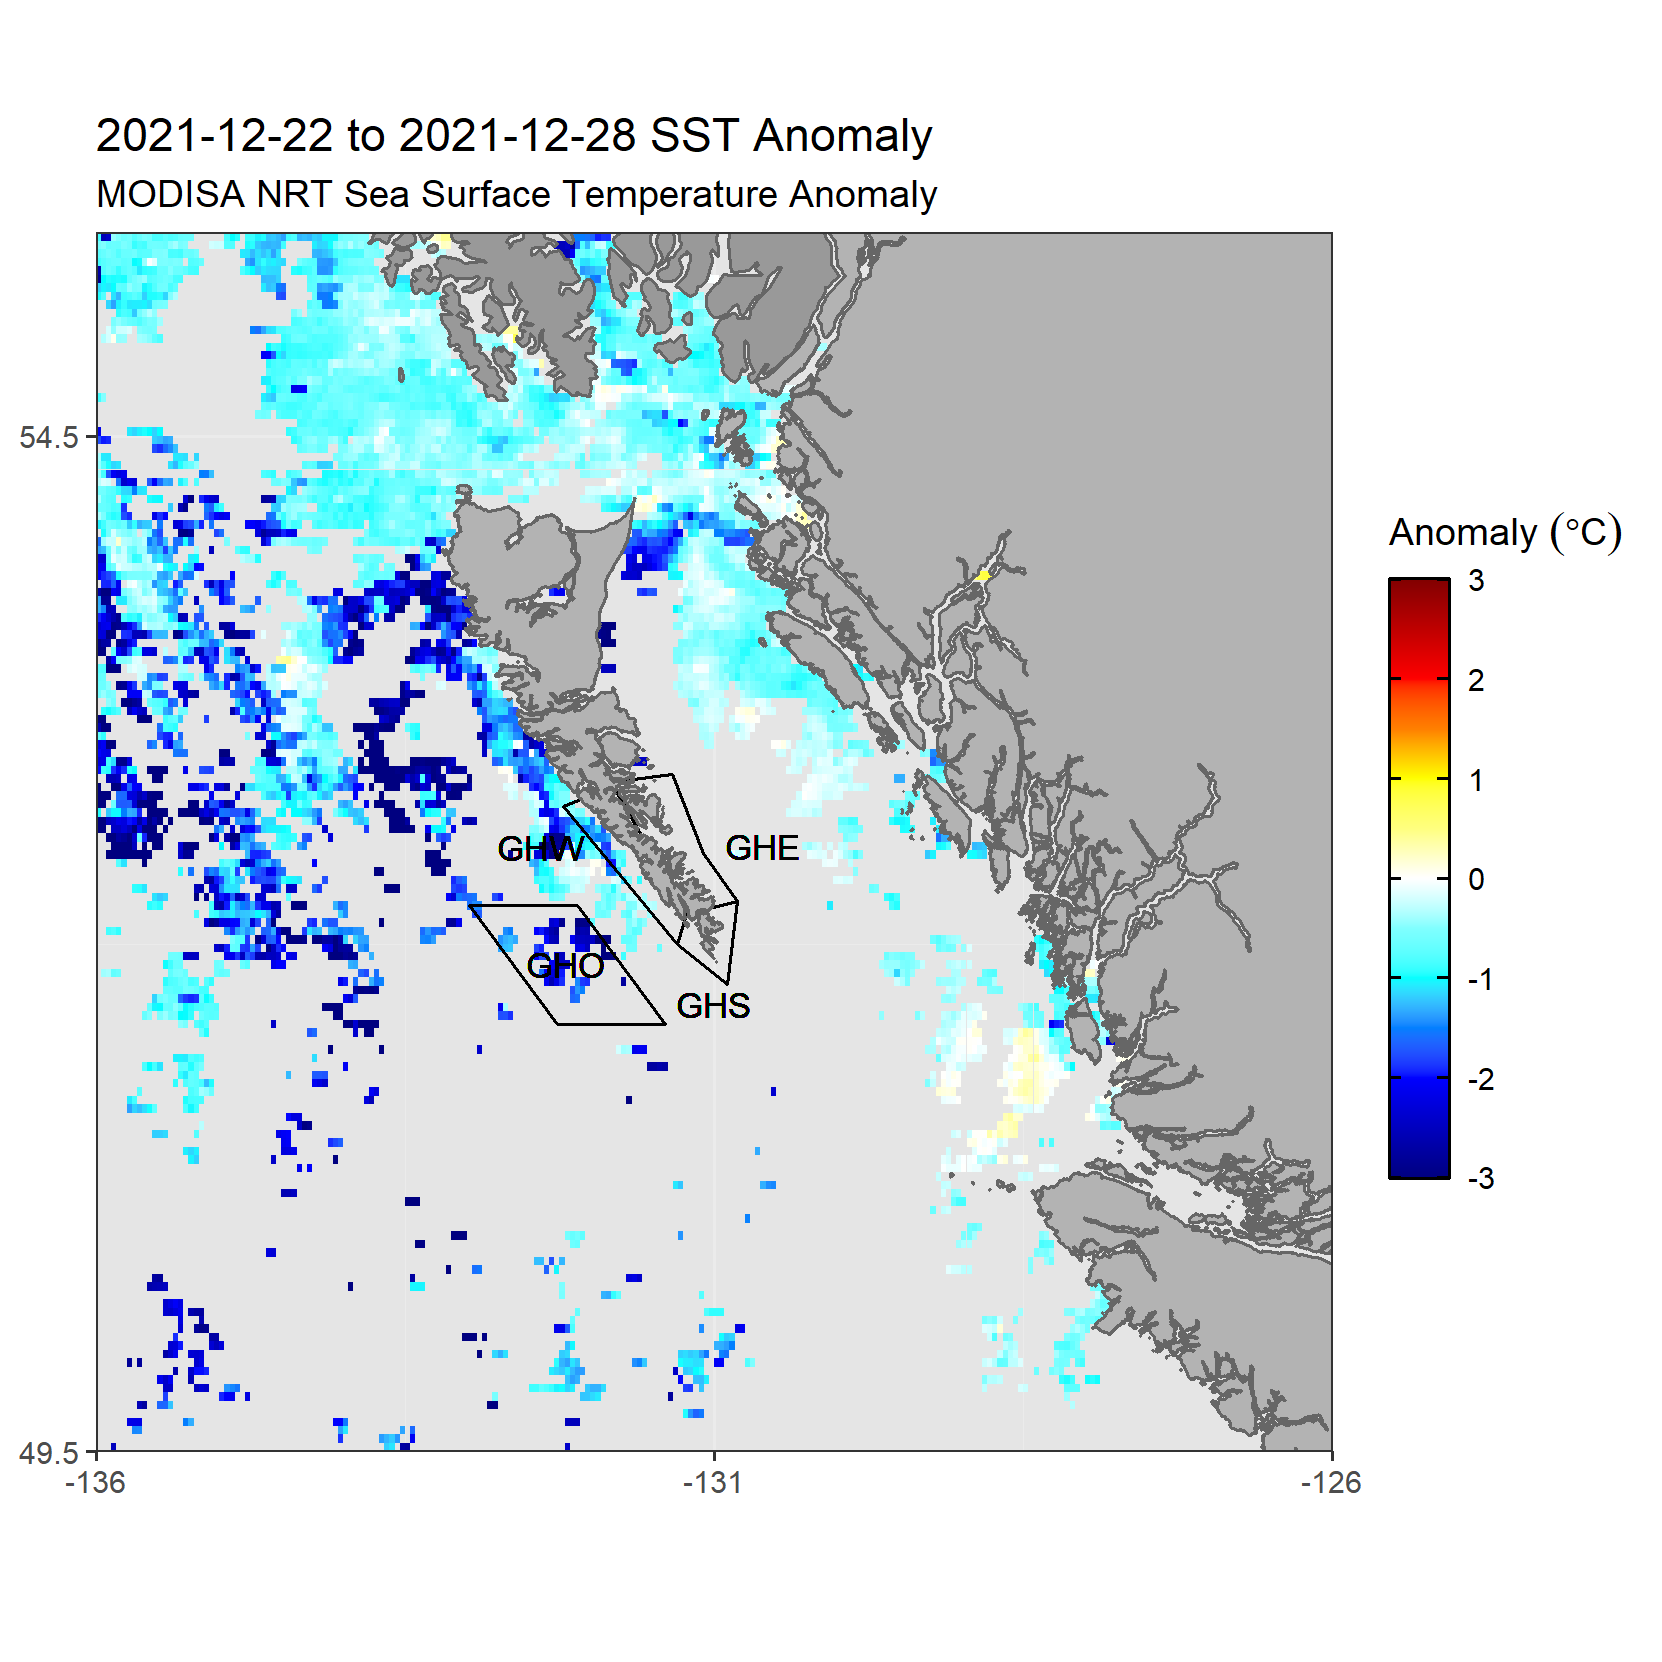 2021-12-22 to 2021-12-28 SST Anomaly
MODISA NRT Sea Surface Temperature Anomaly
54.5
49.5
-136
-131
-126
GHW
GHE
GHO
GHS
Anomaly (°C)
3
2
1
0
-1
-2
-3